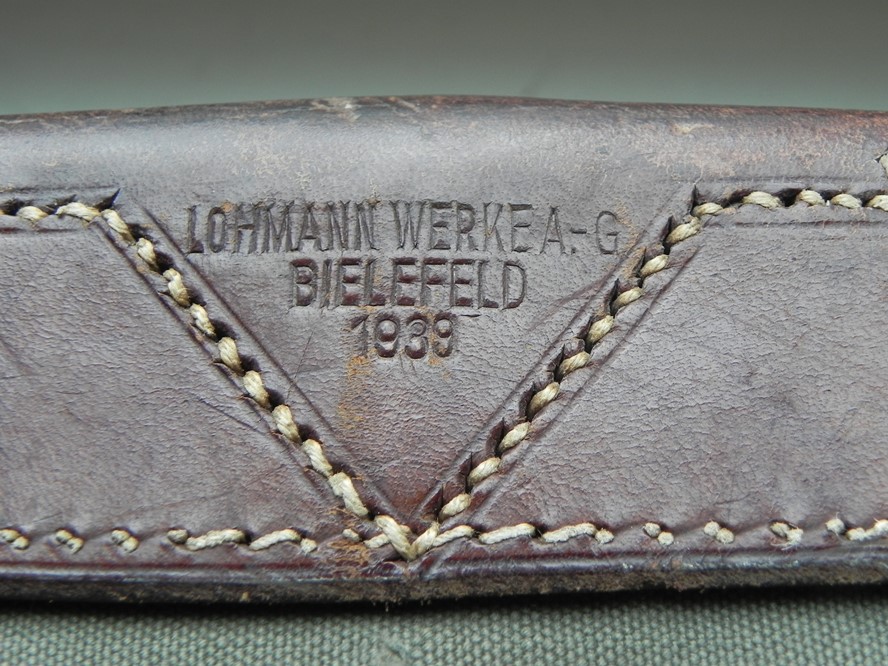 LOHMANN WERKE A.-G
BIELEFELD
1939